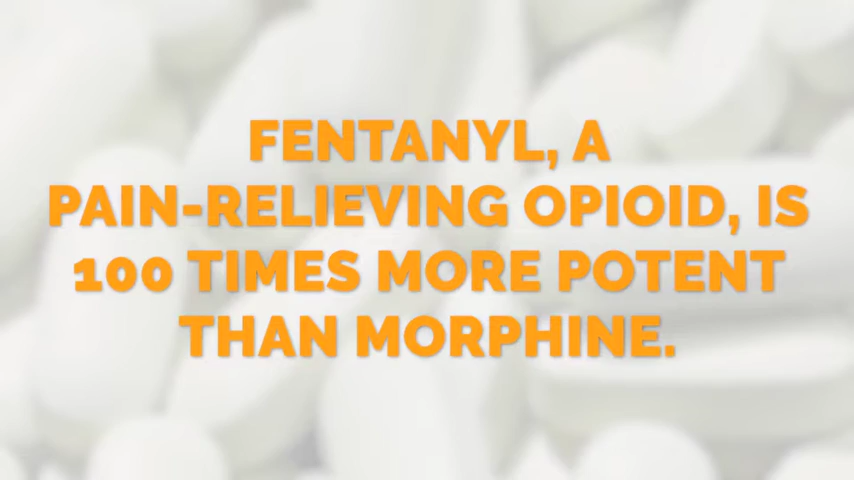 FENTANYL, A
PAIN-RELIEVING OPIOID, IS
100 TIMES MORE POTENT
THAN MORPHINE.